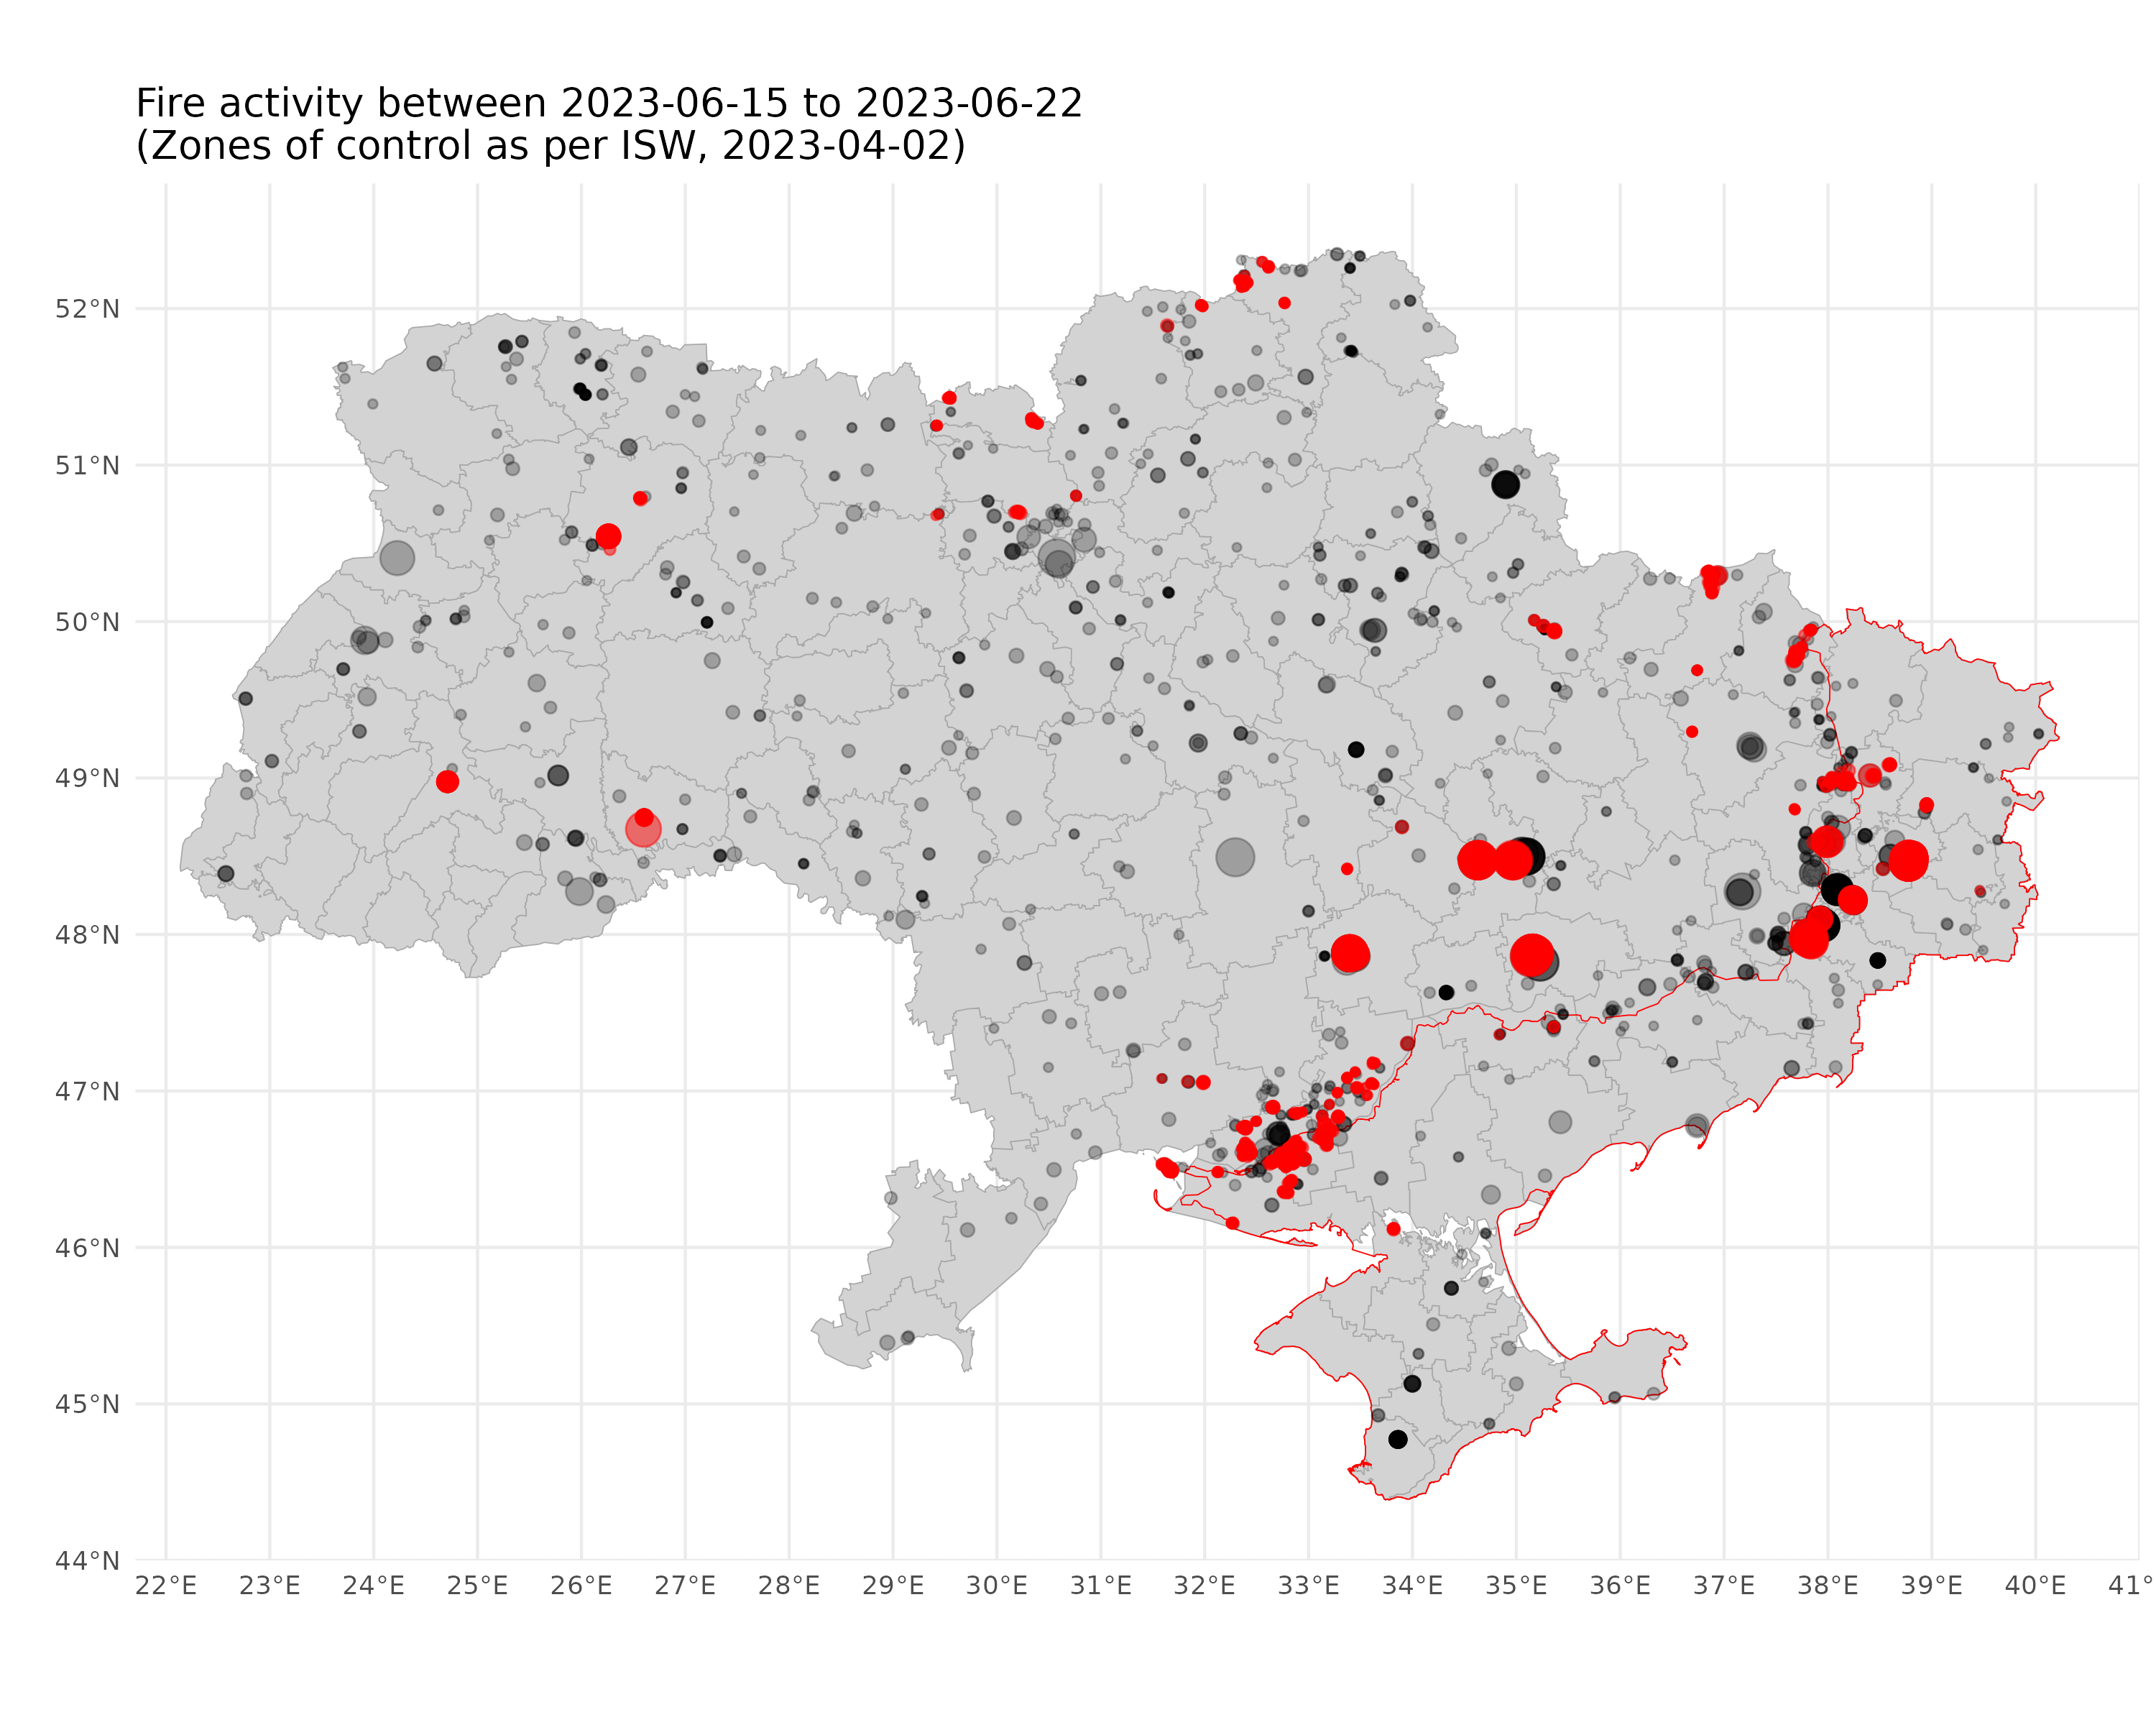 Fire activity between 2023-06-15 to 2023-06-22
(Zones of control as per ISW, 2023-04-02)
52°N
51°N
50°N
49°N
48°N
47°N
46°N
45°N
44°N
22°E 23°E 24°E 25°E 26°E 27°E 28°E 29°E 30°E 31°E 32°E 33°E 34°E 35°E 36°E 37°E 38°E 39°E 40°E 41°